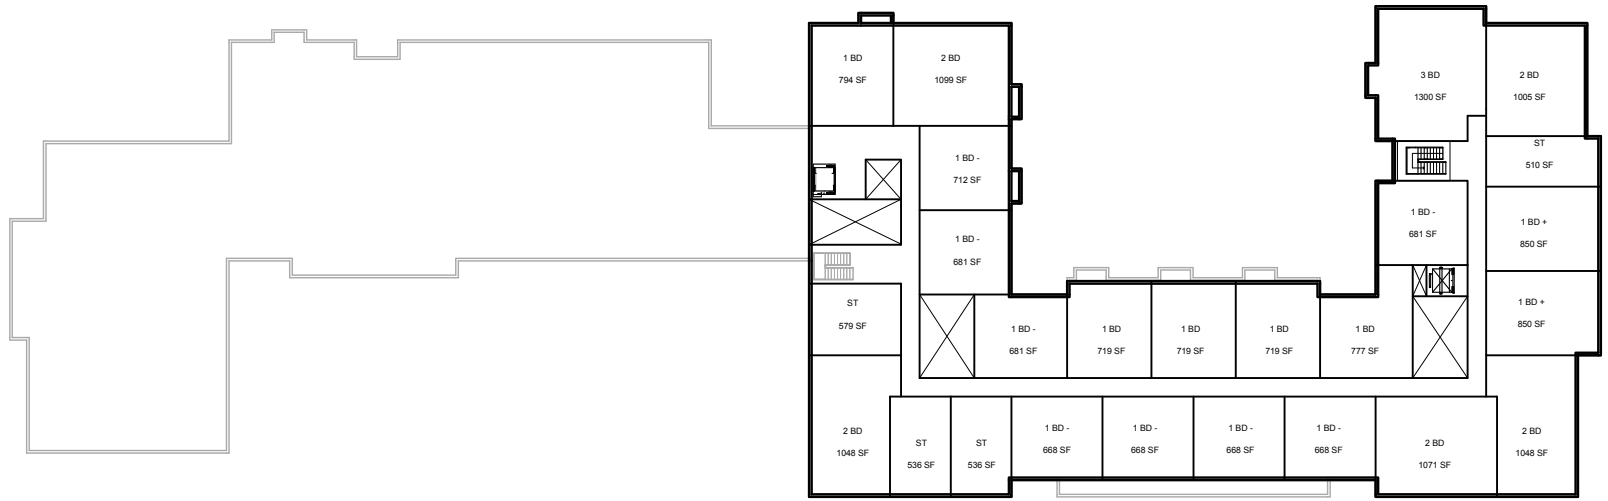 1 BD
794 SF
2 BD
1099 SF
3 BD
1300 SF
2 BD
1005 SF
ST
510 SF
1 BD -
712 SF
1 BD -
681 SF
1 BD -
681 SF
1 BD +
850 SF
1 BD +
850 SF
ST
579 SF
1 BD -
681 SF
1 BD
719 SF
1 BD
719 SF
1 BD
719 SF
1 BD
777 SF
2 BD
1048 SF
ST
536 SF
ST
536 SF
1 BD -
668 SF
1 BD -
668 SF
1 BD -
668 SF
1 BD -
668 SF
2 BD
1071 SF
2 BD
1048 SF